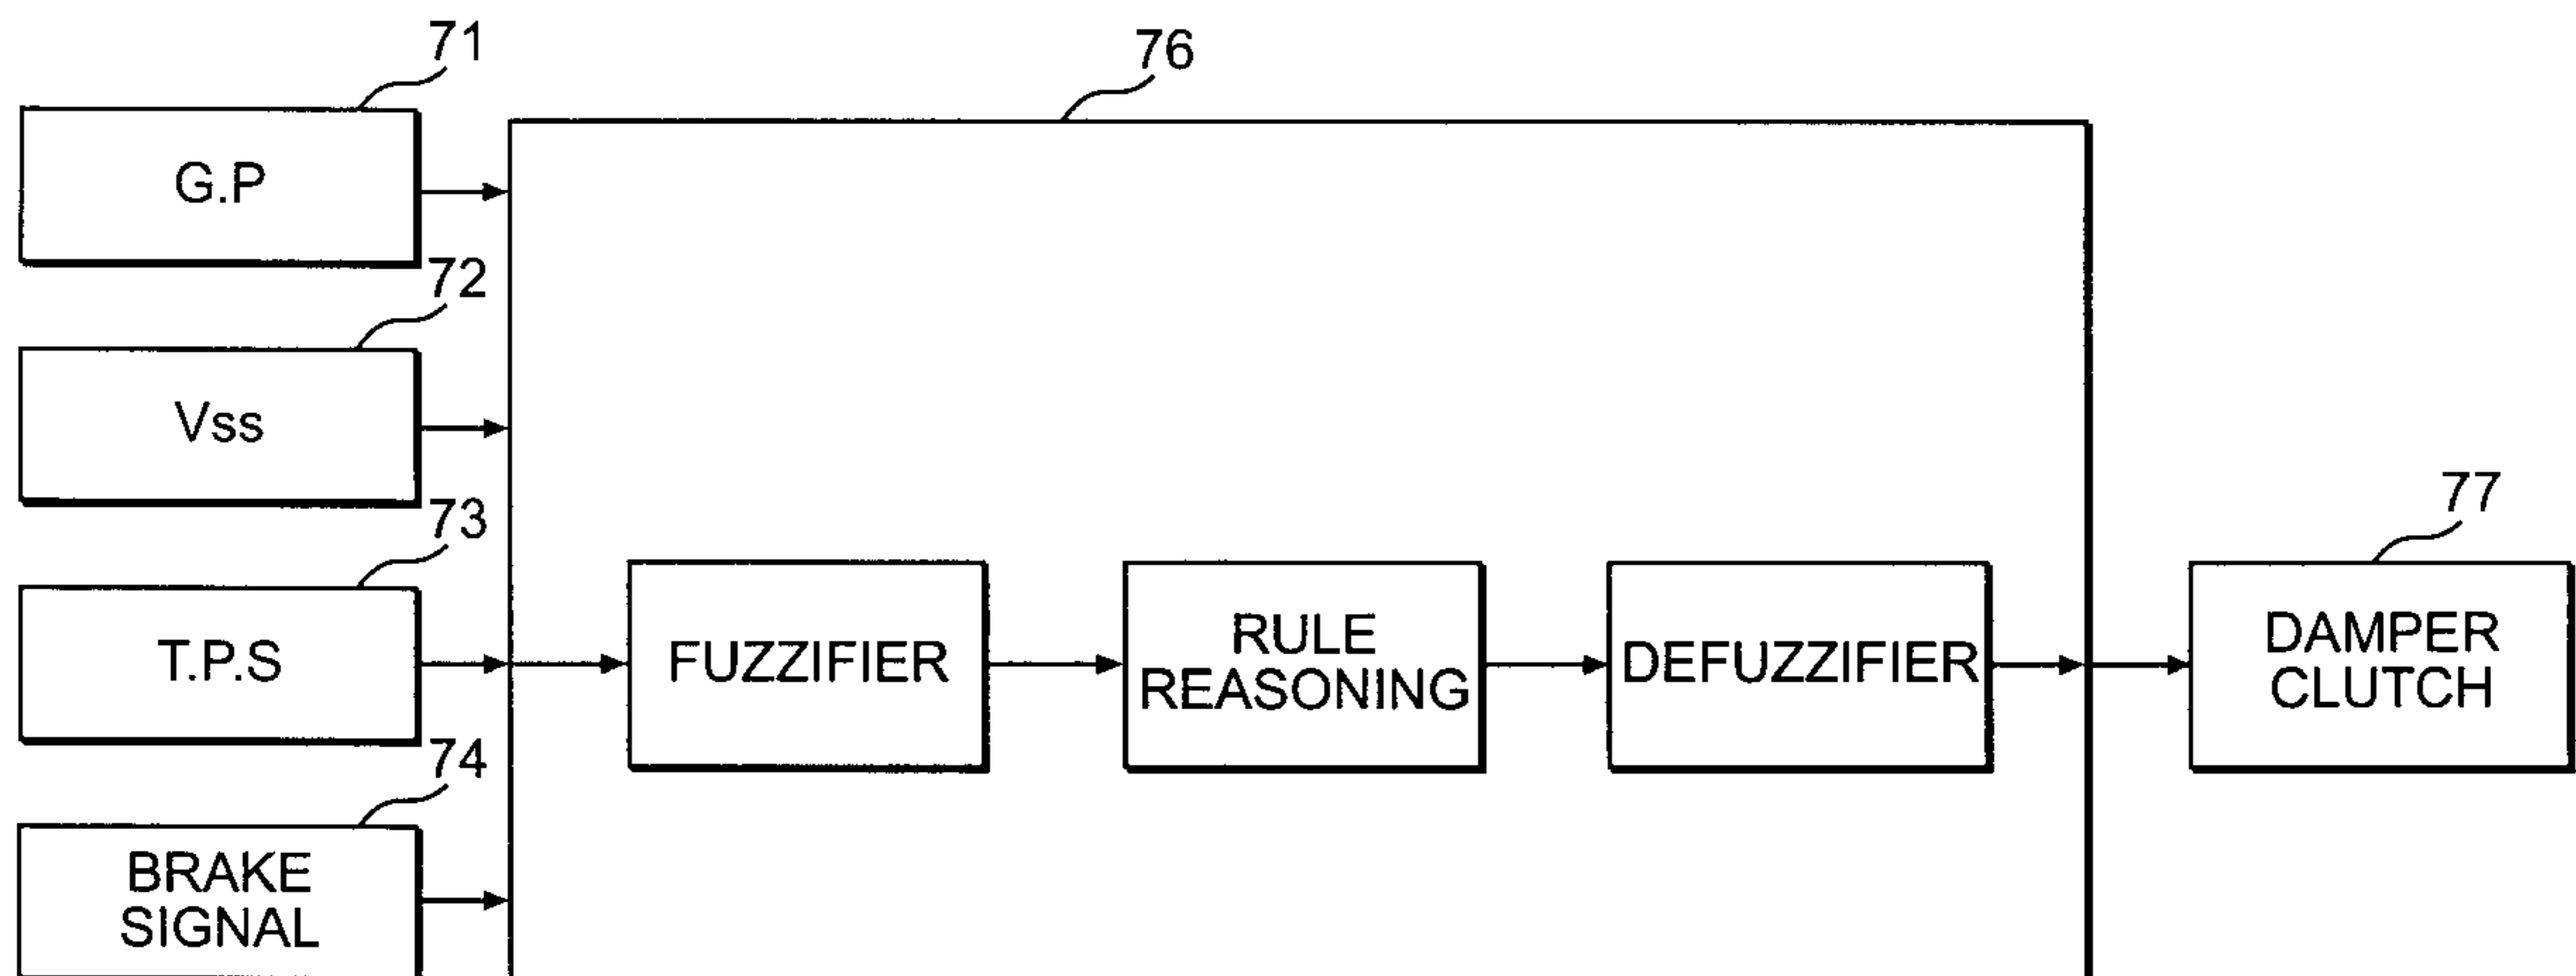 71
76
G.P
72
Vss
73
77
T.P.S
FUZZIFIER
RULE
REASONING
DEFUZZIFIER
DAMPER
CLUTCH
74
BRAKE
SIGNAL